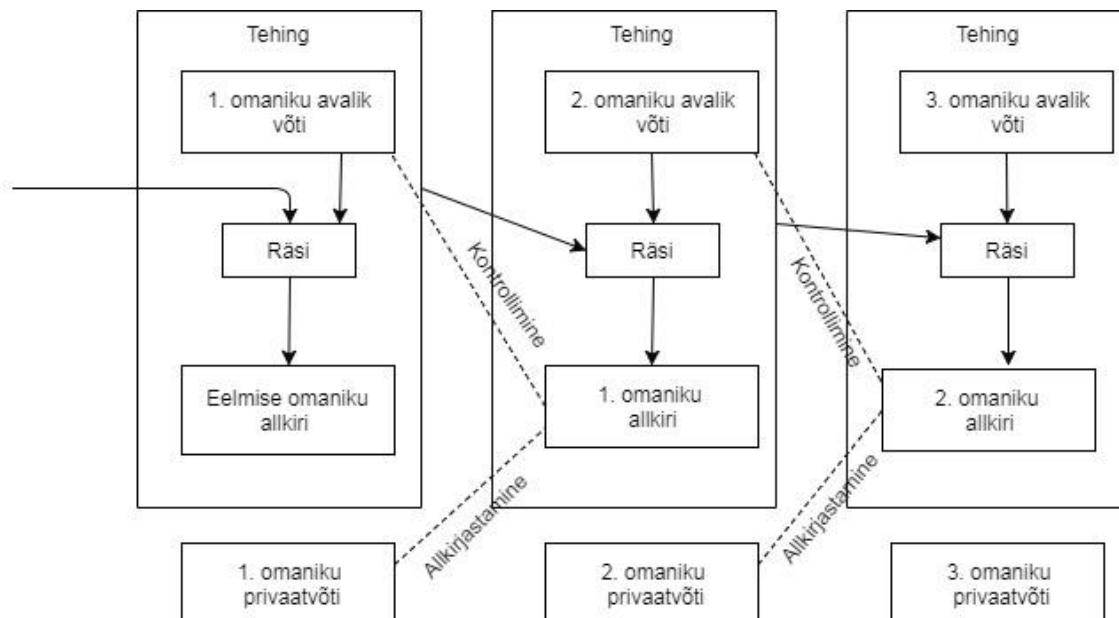 Tehing
1. omaniku avalik
võti
Räsi
Eelmise omaniku
allkiri
1. omaniku
privaatvõti
Kontrollimine
Allkirjastamine
Tehing
2. omaniku avalik
võti
Räsi
1. omaniku
allkiri
2. omaniku
privaatvõti
Kontrollimine
Allkirjastamine
Tehing
3. omaniku avalik
võti
Räsi
2. omaniku
allkiri
3. omaniku
privaatvõti